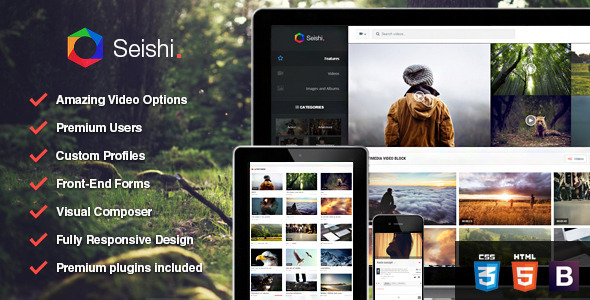 Seishi.
Amazing Video Options
Premium Users
Custom Profiles
Front-End Forms
Visual Composer
Fully Responsive Design
Premium plugins included
Seishi.
Features
Videos
Images and Albums
CATEGORIES
Search videos..
MULTIMEDIA VIDEO BLOCK
Videos
CSS
3
HTML
5
B